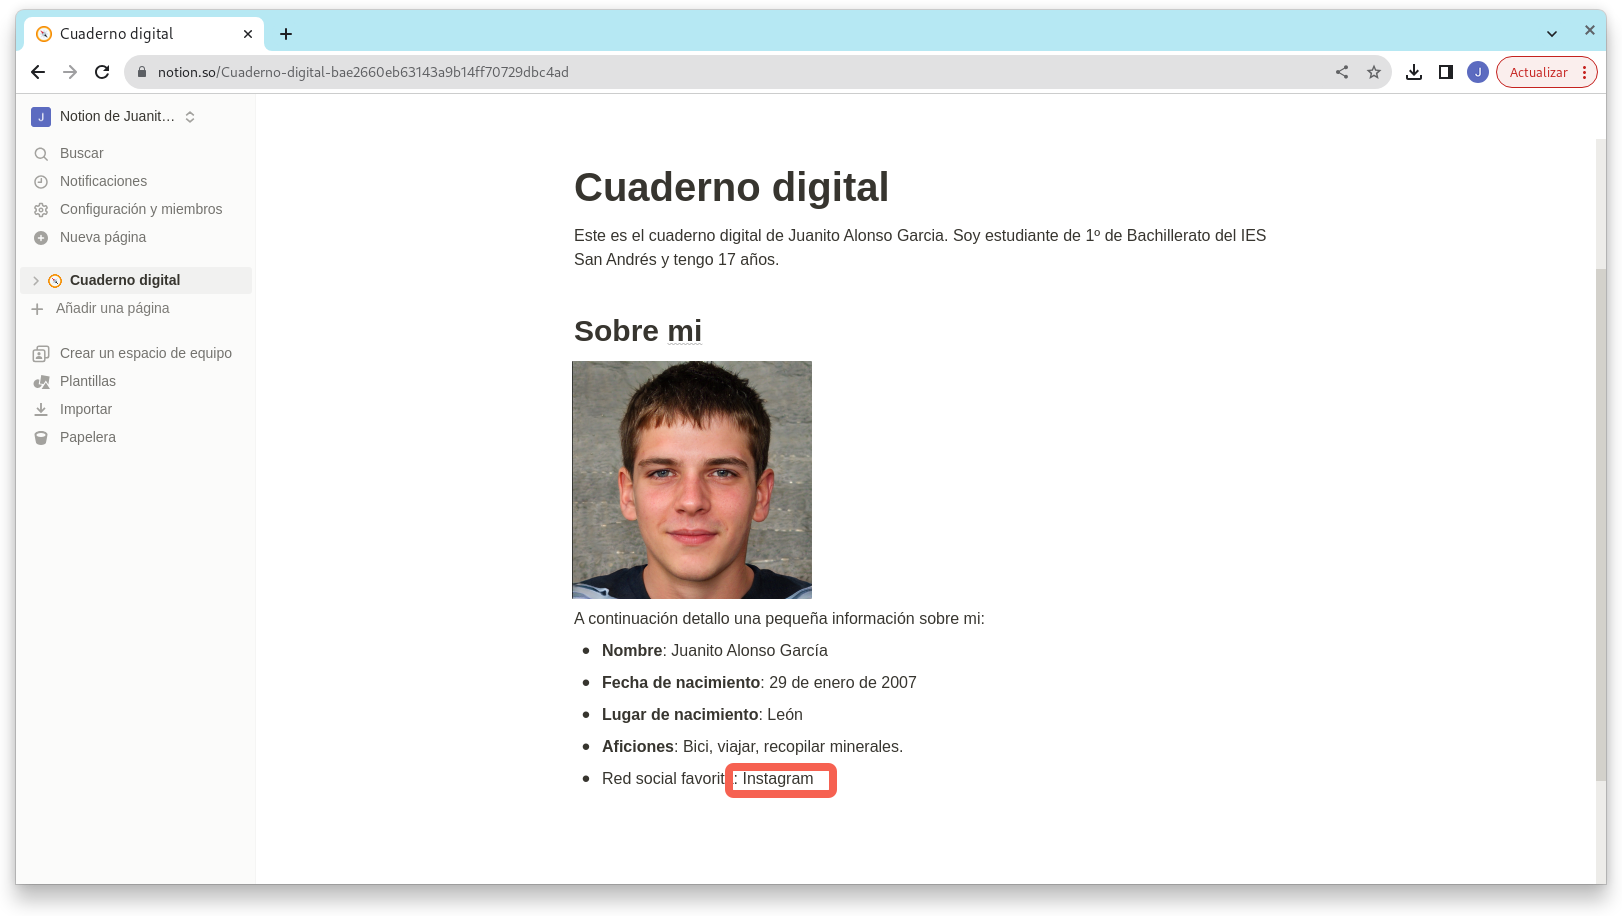 Cuaderno digital
notion.so/Cuaderno-digital-bae2660eb63143a9b14ff70729dbc4ad
J
Actualizar
J
Notion de Juanit…
Buscar
Notificaciones
Configuración y miembros
Nueva página
Cuaderno digital
Añadir una página
Crear un espacio de equipo
Plantillas
Importar
Papelera
Cuaderno digital
Este es el cuaderno digital de Juanito Alonso Garcia. Soy estudiante de 1º de Bachillerato del IES
San Andrés y tengo 17 años.
Sobre mi
A continuación detallo una pequeña información sobre mi:
Nombre: Juanito Alonso García
Fecha de nacimiento: 29 de enero de 2007
Lugar de nacimiento: León
Aficiones: Bici, viajar, recopilar minerales.
Red social favorita: Instagram